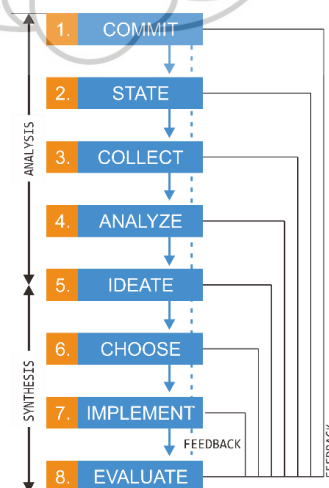 1. COMMIT
2. STATE
3. COLLECT
4. ANALYZE
5. IDEATE
6. CHOOSE
7. IMPLEMENT
8. EVALUATE
ANALYSIS
SYNTHESIS
FEEDBACK
FEEDBACK